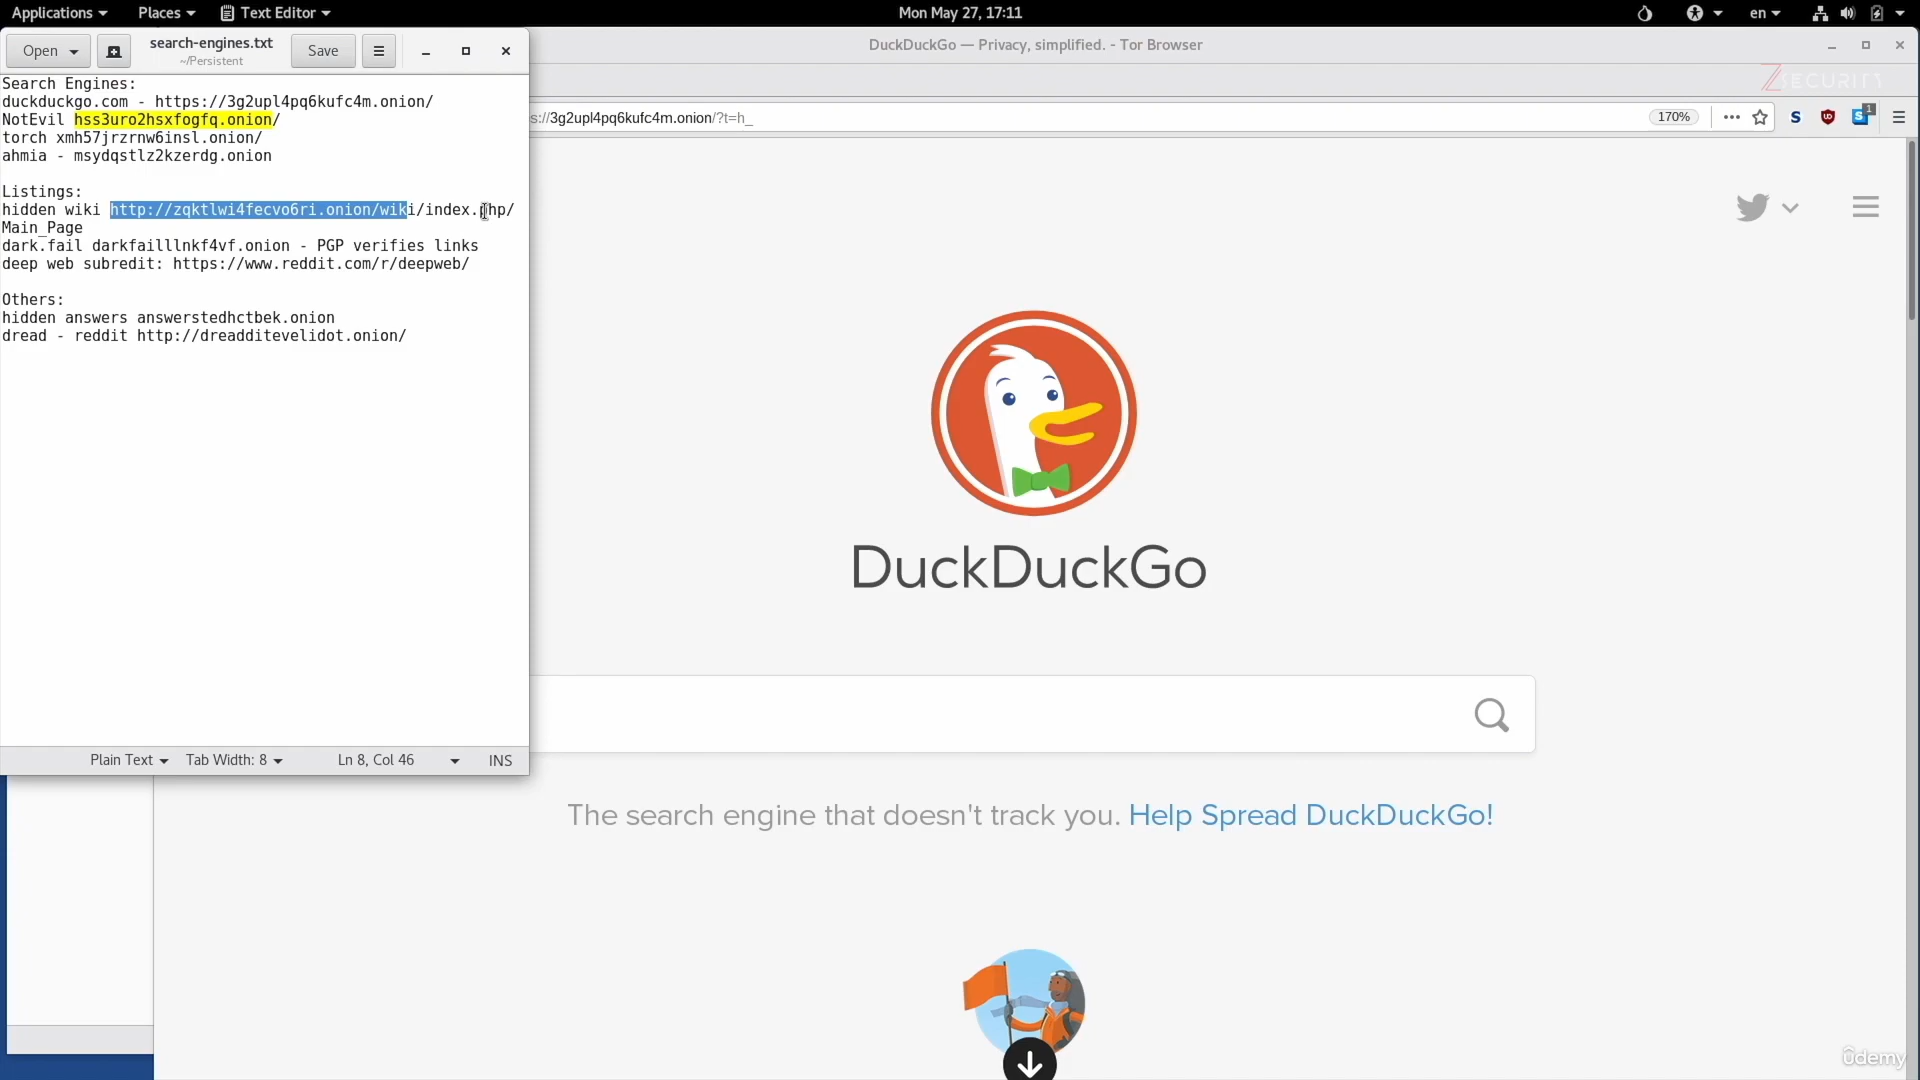 Applications Places Text Editor Mon May 27, 17:11 en
Open search-engines.txt Save
~/Persistent
DuckDuckGo — Privacy, simplified. - Tor Browser
ZSECURITY
s://3g2upl4pq6kufc4m.onion/?t=h_ 170% S UD S 1
Search Engines:
duckduckgo.com - https://3g2upl4pq6kufc4m.onion/
NotEvil hss3uro2hsxfogfq.onion/
torch xmh57jrzrnw6insl.onion/
ahmia - msydqstlz2kzerdg.onion
Listings:
hidden wiki http://zqktlwi4fecvo6ri.onion/wiki/index.php/
Main_Page
dark.fail darkfailllnkf4vf.onion - PGP verifies links
deep web subredit: https://www.reddit.com/r/deepweb/
Others:
hidden answers answerstedhctbek.onion
dread - reddit http://dreadditevelidot.onion/
Plain Text Tab Width: 8 Ln 8, Col 46 INS
DuckDuckGo
The search engine that doesn't track you. Help Spread DuckDuckGo!
ûdemy